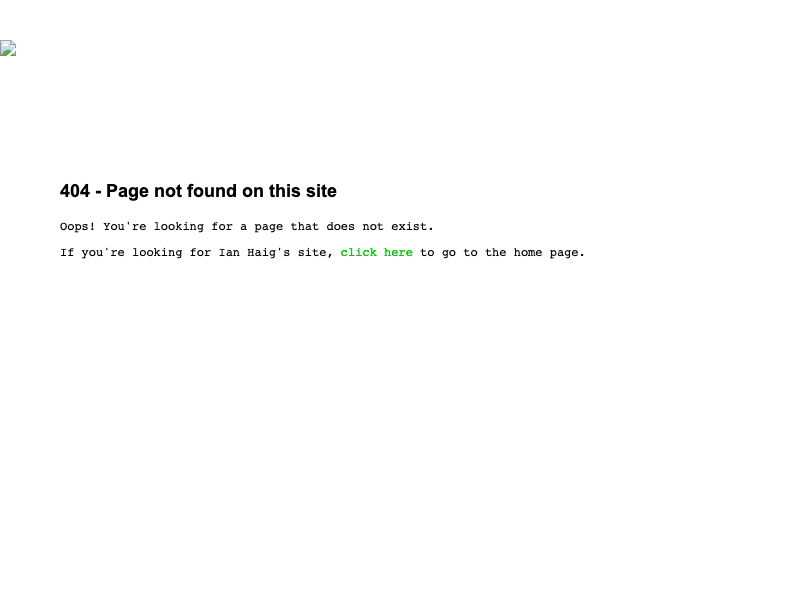 404 - Page not found on this site
Oops! You're looking for a page that does not exist.
If you're looking for Ian Haig's site, click here to go to the home page.